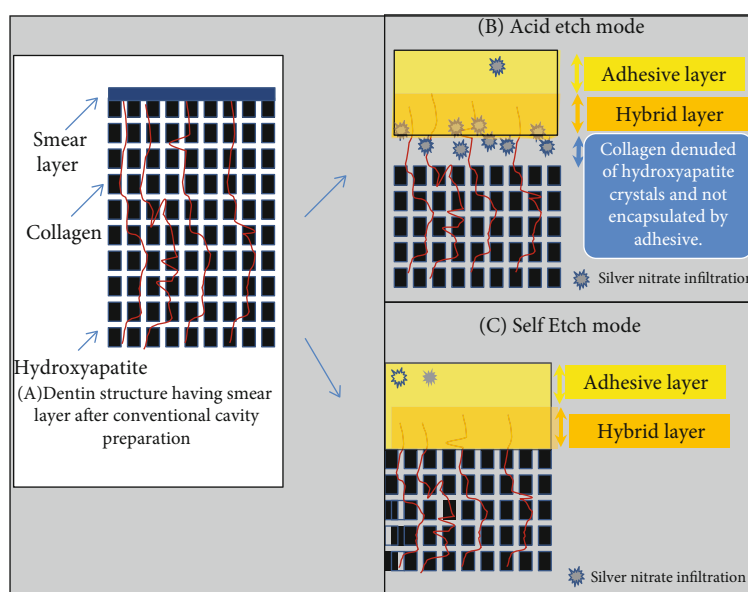 Smear
layer
Collagen
Hydroxyapatite
(A)Dentin structure having smear
layer after conventional cavity
preparation
(B) Acid etch mode
Adhesive layer
Hybrid layer
Collagen denuded
of hydroxyapatite
crystals and not
encapsulated by
adhesive.
Silver nitrate infiltration
(C) Self Etch mode
Adhesive layer
Hybrid layer
Silver nitrate infiltration